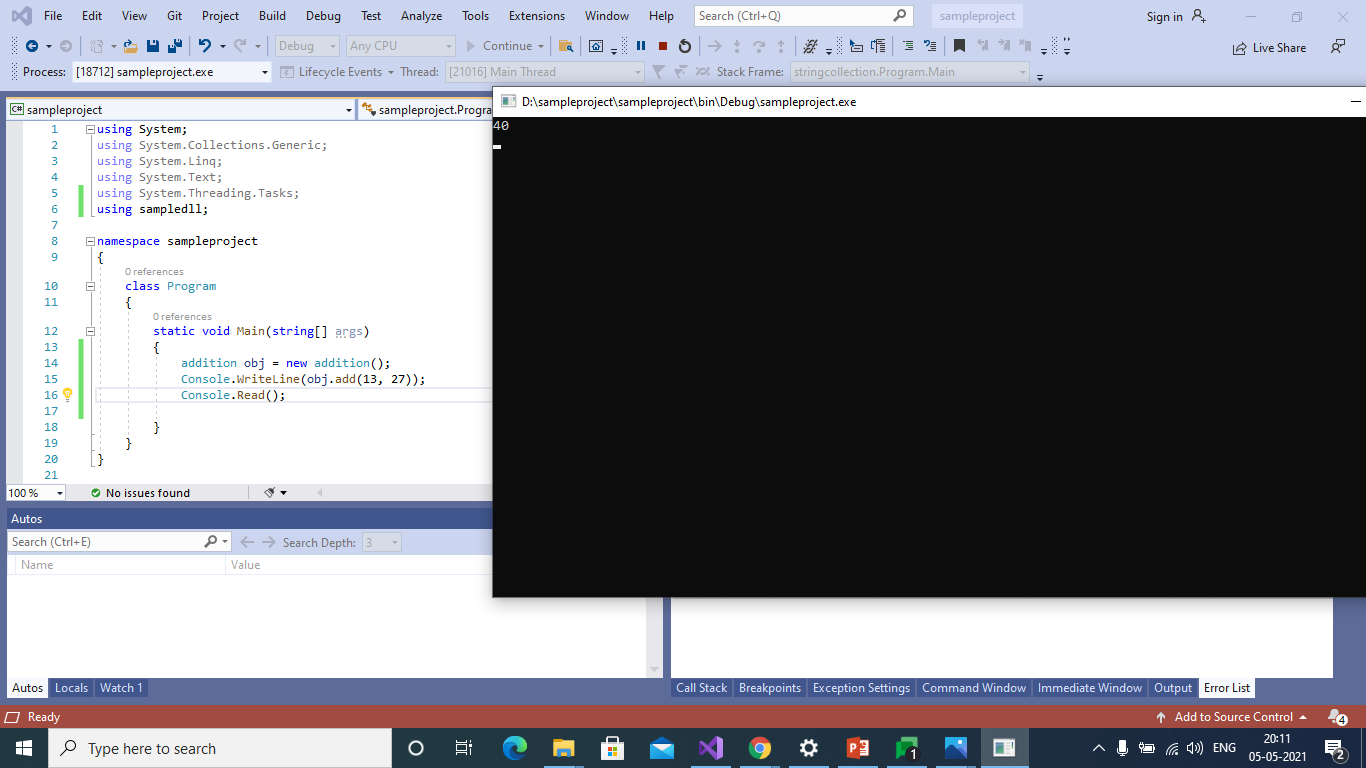 File Edit View Git Project Build Debug Test Analyze Tools Extensions Window Help Search (Ctrl+Q) sampleproject Sign in
Debug Any CPU Continue Live Share
Process: [18712] sampleproject.exe Lifecycle Events Thread: [21016] Main Thread Stack Frame: stringcollection.Program.Main
C# sampleproject sampleproject.Progra
D:\sampleproject\sampleproject\bin\Debug\sampleproject.exe
40
1 using System;
2 using System.Collections.Generic;
3 using System.Linq;
4 using System.Text;
5 using System.Threading.Tasks;
6 using sampledll;
7
8 namespace sampleproject
9 {
0 references
10 class Program
11 {
0 references
12 static void Main(string[] args)
13 {
14 addition obj = new addition();
15 Console.WriteLine(obj.add(13, 27));
16 Console.Read();
17
18 }
19 }
20 }
21
100 % No issues found
Autos
Search (Ctrl+E) Search Depth: 3
Name Value
Autos Locals Watch 1 Call Stack Breakpoints Exception Settings Command Window Immediate Window Output Error List
Ready Add to Source Control 4
Type here to search 1 ENG 20:11 2
05-05-2021